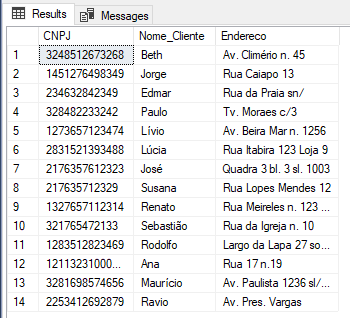 Results Messages
CNPJ Nome_Cliente Endereco
1 3248512673268 Beth Av. Climério n. 45
2 1451276498349 Jorge Rua Caiapo 13
3 234632842349 Edmar Rua da Praia sn/
4 328482233242 Paulo Tv. Moraes c/3
5 1273657123474 Lívio Av. Beira Mar n. 1256
6 2831521393488 Lúcia Rua Itabira 123 Loja 9
7 2176357612323 José Quadra 3 bl. 3 sl. 1003
8 217635712329 Susana Rua Lopes Mendes 12
9 1327657112314 Renato Rua Meireles n. 123 ...
10 321765472133 Sebastião Rua da Igreja n. 10
11 1283512823469 Rodolfo Largo da Lapa 27 so...
12 12113231000... Ana Rua 17 n.19
13 3281698574656 Maurício Av. Paulista 1236 sl/...
14 2253412692879 Ravio Av. Pres. Vargas